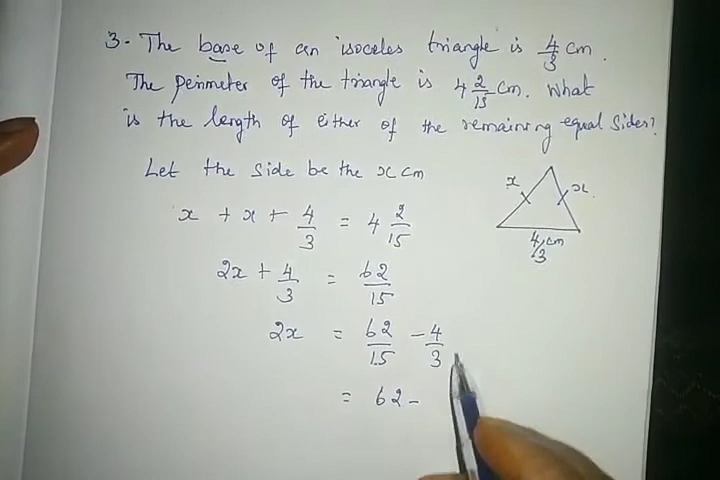 3. The base of an isoceles triangle is 4/3 cm.
The perimeter of the triangle is 4 2/15 cm. What
is the length of either of the remaining equal sides?
Let the side be the x cm
x x
4/3 cm
x + x + 4/3 = 4 2/15
2x + 4/3 = 62/15
2x = 62/15 - 4/3
= 62 -